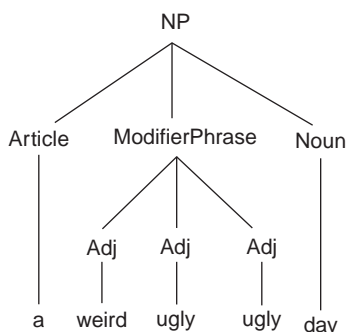 NP
Article ModifierPhrase Noun
Adj Adj Adj
a weird ugly ugly day